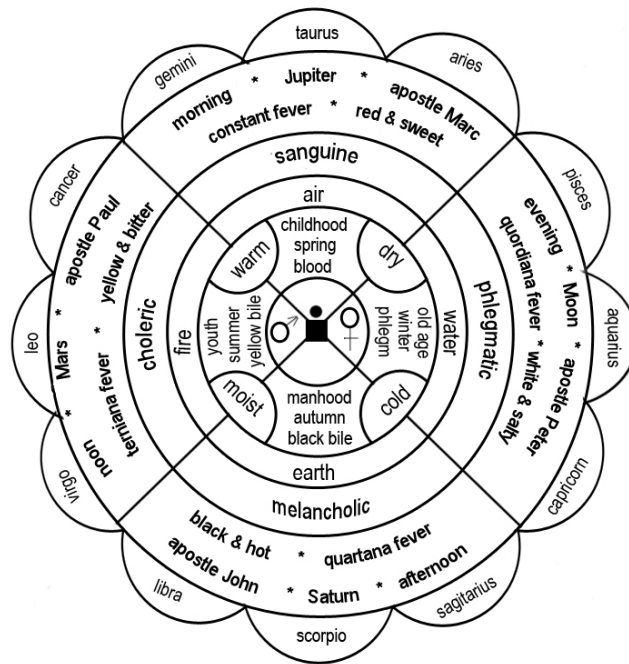 taurus
gemini
aries
morning * Jupiter * apostle Marc
constant fever * red & sweet
sanguine
air
childhood
spring
blood
cancer
pisces
apostle Paul * Mars * noon
yellow & bitter * terniana fever
choleric
fire
warm
dry
youth
summer
yellow bile
old age
winter
phlegm
water
phlegmatic
evening * Moon * apostle Peter
quordiana fever * white & salty
leo
aquarius
moist
cold
manhood
autumn
black bile
earth
melancholic
black & hot * quartana fever
apostle John * Saturn * afternoon
virgo
capricorn
libra
sagitarius
scorpio